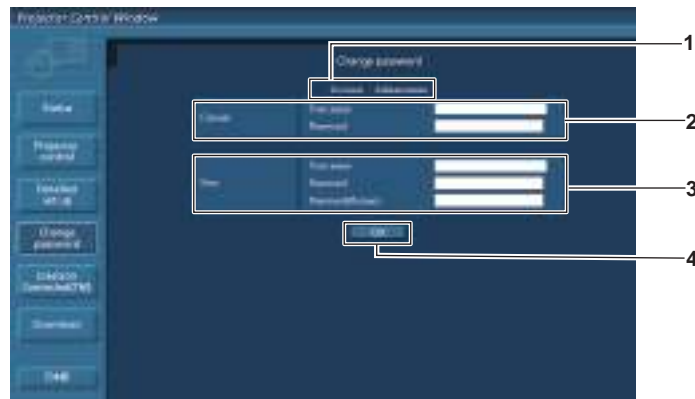 Projector Control Window
Change password
1
Account Administrator
Status
Current
User name
Password
2
Projector
control
Detailed
set up
New
User name
Password
Password(Retype)
3
Change
password
OK
4
Crestron
Connected(TM)
Download